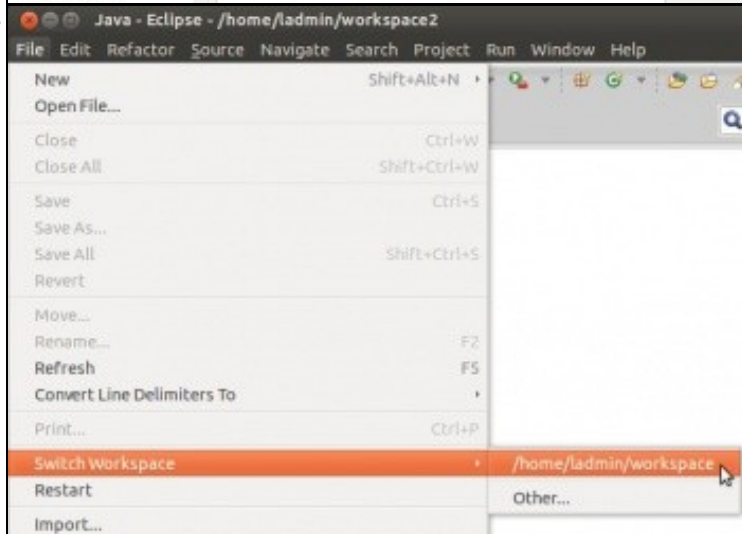 Java - Eclipse - /home/ladmin/workspace2
File Edit Refactor Source Navigate Search Project Run Window Help
New Shift+Alt+N
Open File...
Close Ctrl+W
Close All Shift+Ctrl+W
Save Ctrl+S
Save As...
Save All Shift+Ctrl+S
Revert
Move...
Rename... F2
Refresh F5
Convert Line Delimiters To
Print... Ctrl+P
Switch Workspace /home/ladmin/workspace
Restart
Other...
Import...